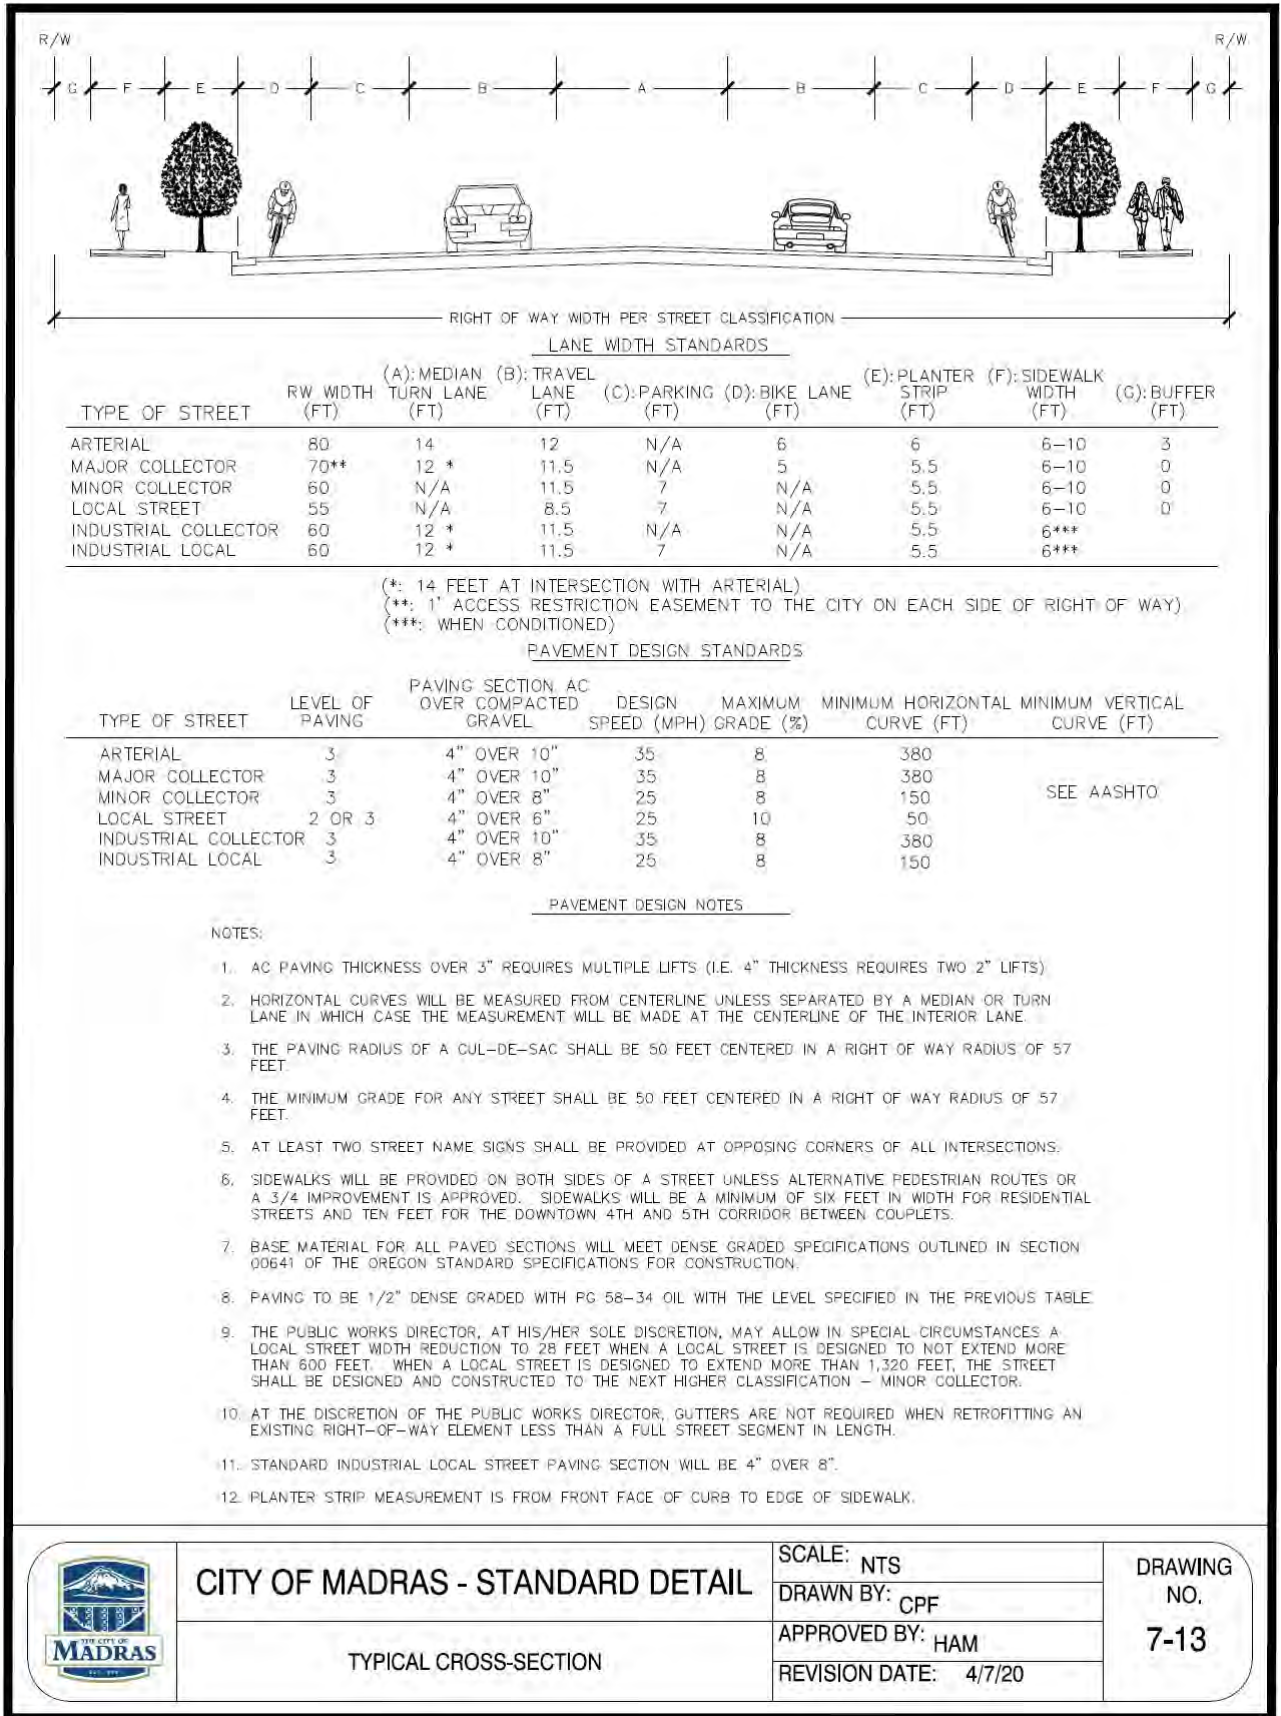 R/W R/W
G F E D C B A B C D E F G
RIGHT OF WAY WIDTH PER STREET CLASSIFICATION
LANE WIDTH STANDARDS
TYPE OF STREET RW WIDTH (FT) (A): MEDIAN TURN LANE (FT) (B): TRAVEL LANE (FT) (C): PARKING (FT) (D): BIKE LANE (FT) (E): PLANTER STRIP (FT) (F): SIDEWALK WIDTH (FT) (G): BUFFER (FT)
ARTERIAL 80 14 12 N/A 6 6 6-10 3
MAJOR COLLECTOR 70** 12 * 11.5 N/A 5 5.5 6-10 0
MINOR COLLECTOR 60 N/A 11.5 7 N/A 5.5 6-10 0
LOCAL STREET 55 N/A 8.5 7 N/A 5.5 6-10 0
INDUSTRIAL COLLECTOR 60 12 * 11.5 N/A N/A 5.5 6***
INDUSTRIAL LOCAL 60 12 * 11.5 7 N/A 5.5 6***
(*: 14 FEET AT INTERSECTION WITH ARTERIAL)
(**: 1' ACCESS RESTRICTION EASEMENT TO THE CITY ON EACH SIDE OF RIGHT OF WAY)
(***: WHEN CONDITIONED)
PAVEMENT DESIGN STANDARDS
TYPE OF STREET LEVEL OF PAVING PAVING SECTION AC OVER COMPACTED GRAVEL DESIGN SPEED (MPH) MAXIMUM GRADE (%) MINIMUM HORIZONTAL CURVE (FT) MINIMUM VERTICAL CURVE (FT)
ARTERIAL 3 4" OVER 10" 35 8 380
MAJOR COLLECTOR 3 4" OVER 10" 35 8 380
MINOR COLLECTOR 3 4" OVER 8" 25 8 150 SEE AASHTO
LOCAL STREET 2 OR 3 4" OVER 6" 25 10 50
INDUSTRIAL COLLECTOR 3 4" OVER 10" 35 8 380
INDUSTRIAL LOCAL 3 4" OVER 8" 25 8 150
PAVEMENT DESIGN NOTES
NOTES:
1. AC PAVING THICKNESS OVER 3" REQUIRES MULTIPLE LIFTS (I.E. 4" THICKNESS REQUIRES TWO 2" LIFTS)
2. HORIZONTAL CURVES WILL BE MEASURED FROM CENTERLINE UNLESS SEPARATED BY A MEDIAN OR TURN
LANE IN WHICH CASE THE MEASUREMENT WILL BE MADE AT THE CENTERLINE OF THE INTERIOR LANE.
3. THE PAVING RADIUS OF A CUL-DE-SAC SHALL BE 50 FEET CENTERED IN A RIGHT OF WAY RADIUS OF 57
FEET.
4. THE MINIMUM GRADE FOR ANY STREET SHALL BE 50 FEET CENTERED IN A RIGHT OF WAY RADIUS OF 57
FEET.
5. AT LEAST TWO STREET NAME SIGNS SHALL BE PROVIDED AT OPPOSING CORNERS OF ALL INTERSECTIONS.
6. SIDEWALKS WILL BE PROVIDED ON BOTH SIDES OF A STREET UNLESS ALTERNATIVE PEDESTRIAN ROUTES OR
A 3/4 IMPROVEMENT IS APPROVED. SIDEWALKS WILL BE A MINIMUM OF SIX FEET IN WIDTH FOR RESIDENTIAL
STREETS AND TEN FEET FOR THE DOWNTOWN 4TH AND 5TH CORRIDOR BETWEEN COUPLETS.
7. BASE MATERIAL FOR ALL PAVED SECTIONS WILL MEET DENSE GRADED SPECIFICATIONS OUTLINED IN SECTION
00641 OF THE OREGON STANDARD SPECIFICATIONS FOR CONSTRUCTION.
8. PAVING TO BE 1/2" DENSE GRADED WITH PG 58-34 OIL WITH THE LEVEL SPECIFIED IN THE PREVIOUS TABLE.
9. THE PUBLIC WORKS DIRECTOR, AT HIS/HER SOLE DISCRETION, MAY ALLOW IN SPECIAL CIRCUMSTANCES A
LOCAL STREET WIDTH REDUCTION TO 28 FEET WHEN A LOCAL STREET IS DESIGNED TO NOT EXTEND MORE
THAN 600 FEET. WHEN A LOCAL STREET IS DESIGNED TO EXTEND MORE THAN 1,320 FEET, THE STREET
SHALL BE DESIGNED AND CONSTRUCTED TO THE NEXT HIGHER CLASSIFICATION - MINOR COLLECTOR.
10. AT THE DISCRETION OF THE PUBLIC WORKS DIRECTOR, GUTTERS ARE NOT REQUIRED WHEN RETROFITTING AN
EXISTING RIGHT-OF-WAY ELEMENT LESS THAN A FULL STREET SEGMENT IN LENGTH.
11. STANDARD INDUSTRIAL LOCAL STREET PAVING SECTION WILL BE 4" OVER 8".
12. PLANTER STRIP MEASUREMENT IS FROM FRONT FACE OF CURB TO EDGE OF SIDEWALK.
THE CITY OF
MADRAS
CITY OF MADRAS - STANDARD DETAIL
TYPICAL CROSS-SECTION
SCALE: NTS
DRAWN BY: CPF
APPROVED BY: HAM
REVISION DATE: 4/7/20
DRAWING
NO.
7-13